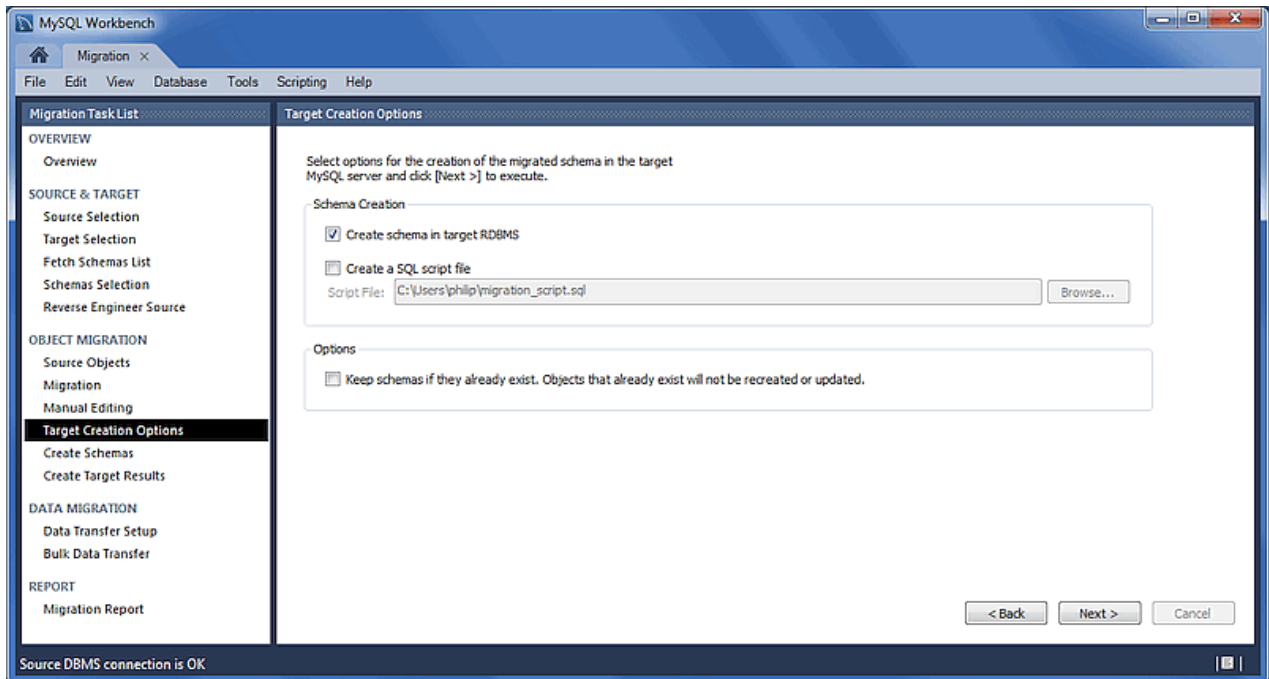 MySQL Workbench
Migration
File Edit View Database Tools Scripting Help
Migration Task List
OVERVIEW
Overview
SOURCE & TARGET
Source Selection
Target Selection
Fetch Schemas List
Schemas Selection
Reverse Engineer Source
OBJECT MIGRATION
Source Objects
Migration
Manual Editing
Target Creation Options
Create Schemas
Create Target Results
DATA MIGRATION
Data Transfer Setup
Bulk Data Transfer
REPORT
Migration Report
Target Creation Options
Select options for the creation of the migrated schema in the target
MySQL server and click [Next >] to execute.
Schema Creation
Create schema in target RDBMS
Create a SQL script file
Script File: C:\Users\philip\migration_script.sql Browse...
Options
Keep schemas if they already exist. Objects that already exist will not be recreated or updated.
< Back Next > Cancel
Source DBMS connection is OK